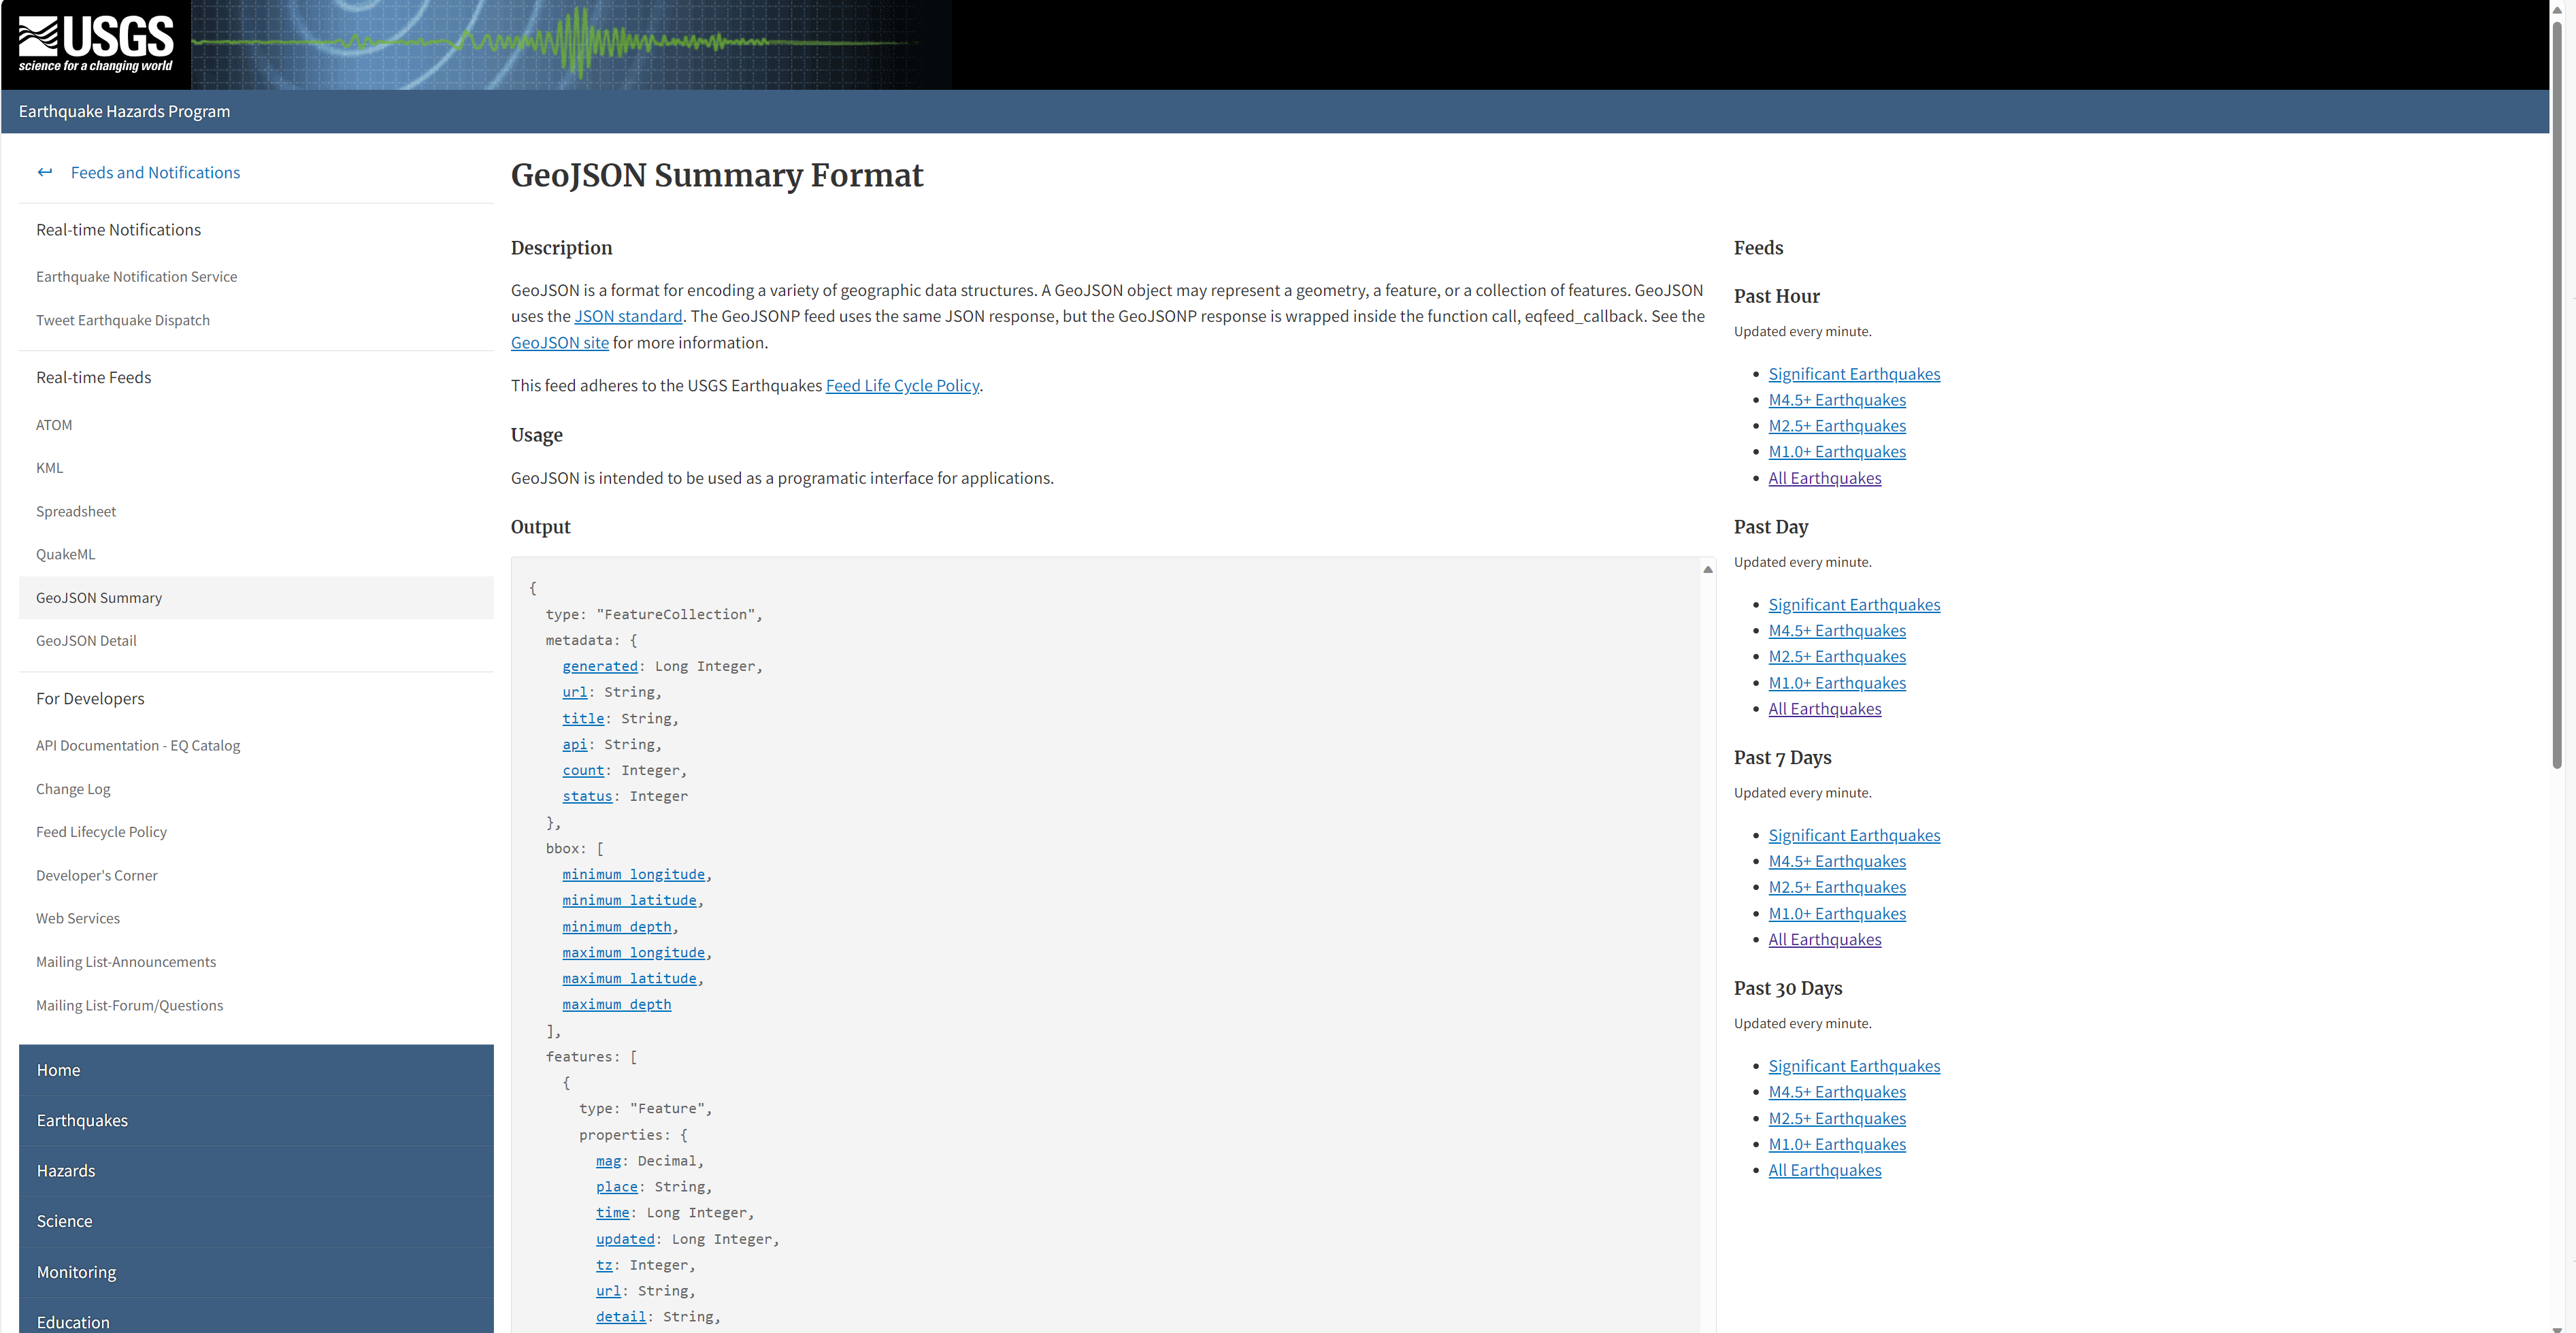 USGS
science for a changing world
Earthquake Hazards Program
Feeds and Notifications
Real-time Notifications
Earthquake Notification Service
Tweet Earthquake Dispatch
Real-time Feeds
ATOM
KML
Spreadsheet
QuakeML
GeoJSON Summary
GeoJSON Detail
For Developers
API Documentation - EQ Catalog
Change Log
Feed Lifecycle Policy
Developer's Corner
Web Services
Mailing List-Announcements
Mailing List-Forum/Questions
Home
Earthquakes
Hazards
Science
Monitoring
Education
GeoJSON Summary Format
Description
GeoJSON is a format for encoding a variety of geographic data structures. A GeoJSON object may represent a geometry, a feature, or a collection of features. GeoJSON
uses the JSON standard. The GeoJSONP feed uses the same JSON response, but the GeoJSONP response is wrapped inside the function call, eqfeed_callback. See the
GeoJSON site for more information.
This feed adheres to the USGS Earthquakes Feed Life Cycle Policy.
Usage
GeoJSON is intended to be used as a programatic interface for applications.
Output
{
type: "FeatureCollection",
metadata: {
generated: Long Integer,
url: String,
title: String,
api: String,
count: Integer,
status: Integer
},
bbox: [
minimum longitude,
minimum latitude,
minimum depth,
maximum longitude,
maximum latitude,
maximum depth
],
features: [
{
type: "Feature",
properties: {
mag: Decimal,
place: String,
time: Long Integer,
updated: Long Integer,
tz: Integer,
url: String,
detail: String,
Feeds
Past Hour
Updated every minute.
Significant Earthquakes
M4.5+ Earthquakes
M2.5+ Earthquakes
M1.0+ Earthquakes
All Earthquakes
Past Day
Updated every minute.
Significant Earthquakes
M4.5+ Earthquakes
M2.5+ Earthquakes
M1.0+ Earthquakes
All Earthquakes
Past 7 Days
Updated every minute.
Significant Earthquakes
M4.5+ Earthquakes
M2.5+ Earthquakes
M1.0+ Earthquakes
All Earthquakes
Past 30 Days
Updated every minute.
Significant Earthquakes
M4.5+ Earthquakes
M2.5+ Earthquakes
M1.0+ Earthquakes
All Earthquakes